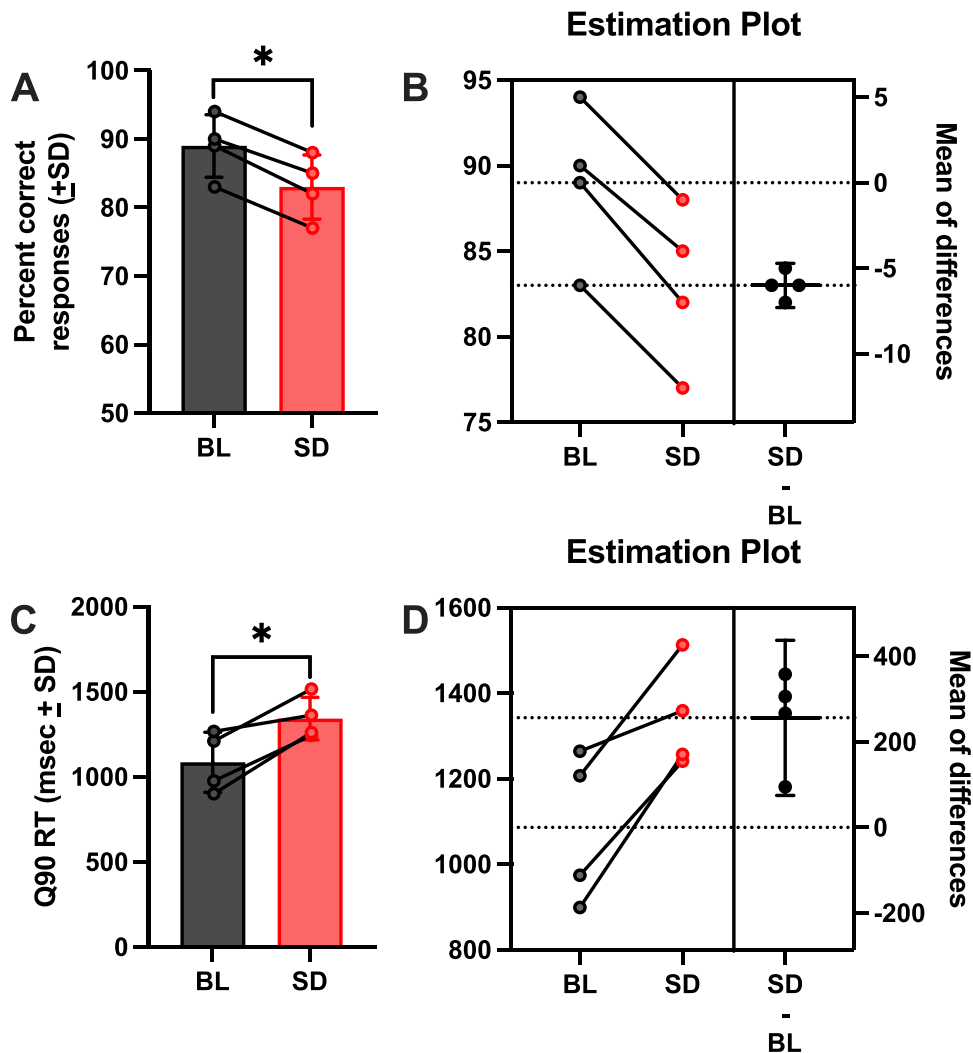 A
Percent correct
responses (±SD)
100
90
80
70
60
50
*
BL
SD
Estimation Plot
B
95
90
85
80
75
5
0
-5
-10
Mean of differences
BL
SD
SD
-
BL
C
Q90 RT (msec ± SD)
2000
1500
1000
500
0
*
BL
SD
Estimation Plot
D
1600
1400
1200
1000
800
400
200
0
-200
Mean of differences
BL
SD
SD
-
BL